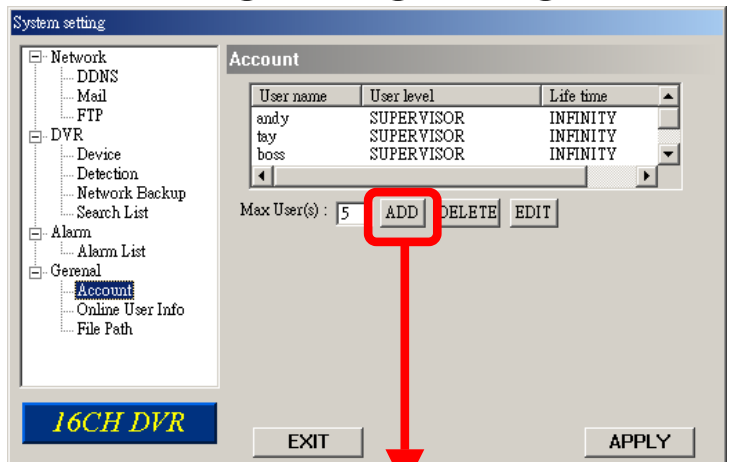 System setting
Network
DDNS
Mail
FTP
DVR
Device
Detection
Network Backup
Search List
Alarm
Alarm List
Gerenal
Account
Online User Info
File Path
16CH DVR
Account
User name User level Life time
andy SUPERVISOR INFINITY
tay SUPERVISOR INFINITY
boss SUPERVISOR INFINITY
Max User(s) : 5 ADD DELETE EDIT
EXIT APPLY